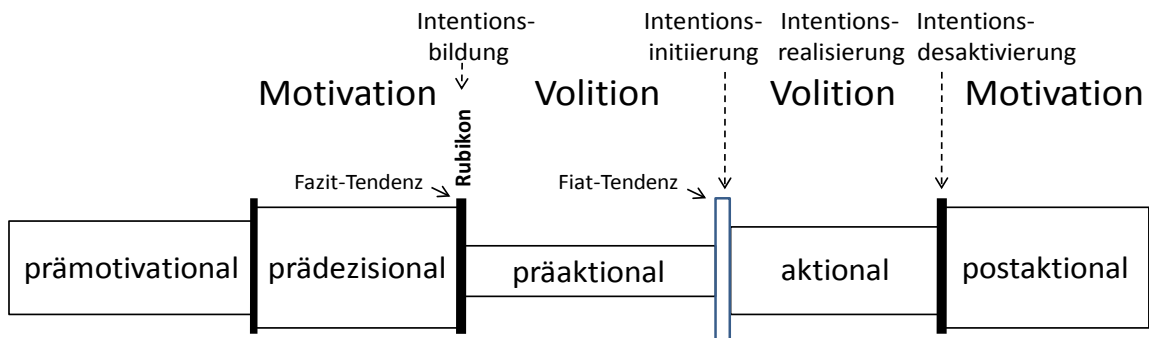 Intentions-
bildung
Intentions-
initiierung
Intentions-
realisierung
Intentions-
desaktivierung
Motivation
Volition
Volition
Motivation
Rubikon
Fazit-Tendenz
Fiat-Tendenz
prämotivational
prädezisional
präaktional
aktional
postaktional